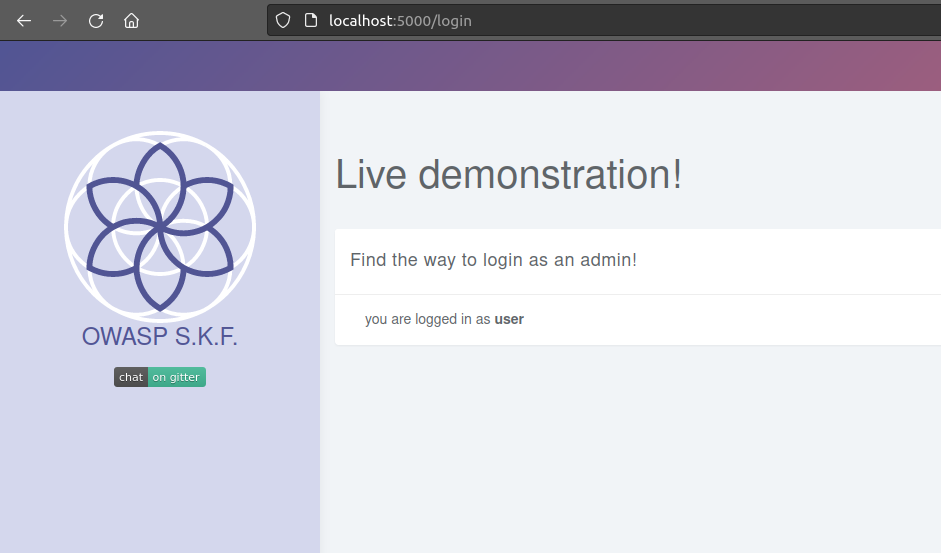 localhost:5000/login
Live demonstration!
Find the way to login as an admin!
you are logged in as user
OWASP S.K.F.
chat on gitter